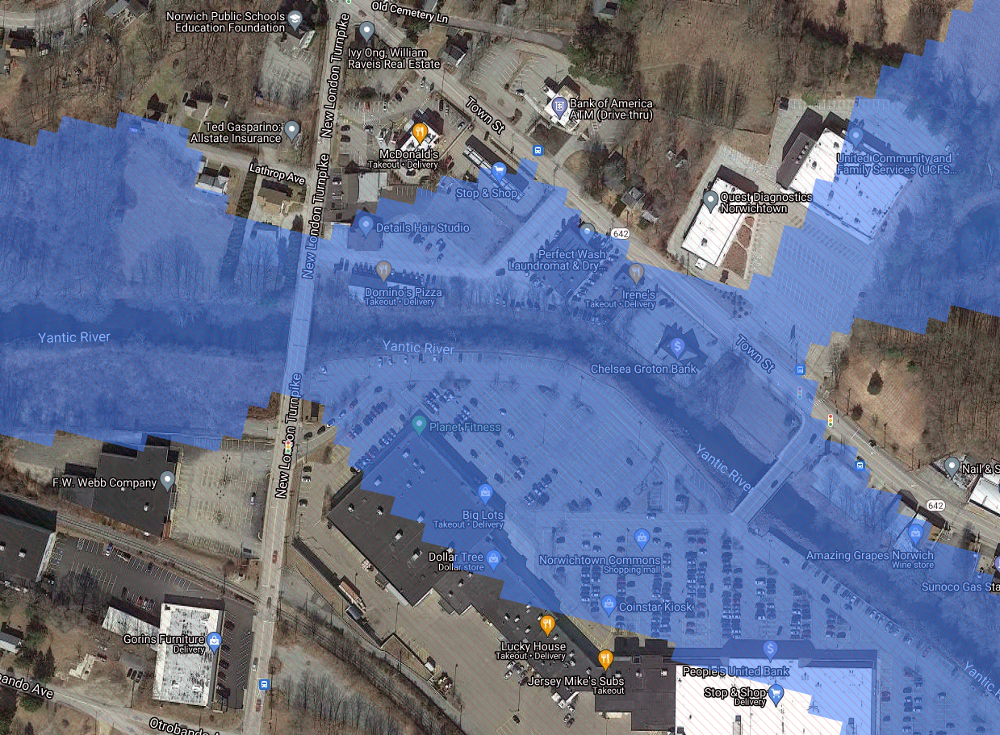 Old Cemetery Ln
Norwich Public Schools
Education Foundation
New London Turnpike
Ivy Ong, William
Raveis Real Estate
Town St
Bank of America
ATM (Drive-thru)
Ted Gasparino:
Allstate Insurance
McDonald's
Takeout • Delivery
Lathrop Ave
New London Turnpike
Stop & Shop
United Community and
Family Services (UCFS...
Quest Diagnostics
Norwichtown
Details Hair Studio
642
Perfect Wash
Laundromat & Dry...
Domino's Pizza
Takeout • Delivery
Irene's
Takeout • Delivery
Yantic River
Yantic River
Town St
Chelsea Groton Bank
New London Turnpike
Planet Fitness
Yantic River
F.W. Webb Company
Nail & S
642
Big Lots
Takeout • Delivery
Dollar Tree
Dollar store
Norwichtown Commons
Shopping mall
Amazing Grapes Norwich
Wine store
Sunoco Gas Sta
Coinstar Kiosk
Gorins Furniture
Delivery
Lucky House
Takeout • Delivery
Jersey Mike's Subs
Takeout
People's United Bank
Stop & Shop
Delivery
Yantic R
bando Ave
Otrobando A